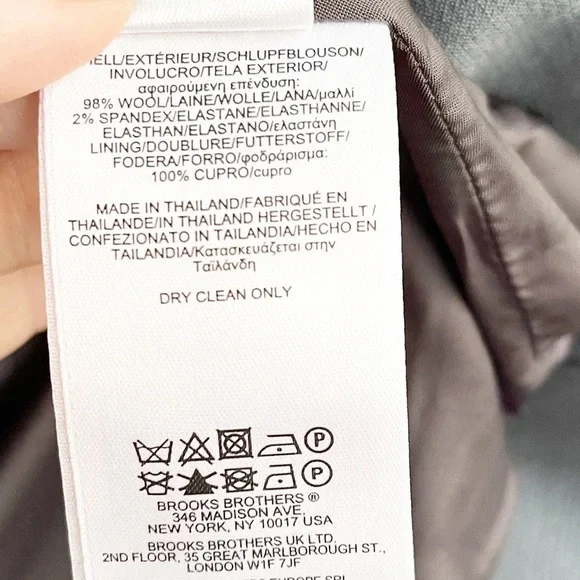 ELL/EXTÉRIEUR/SCHLUPFBLOUSON/
INVOLUCRO/TELA EXTERIOR/
αφαιρούμενη επένδυση:
98% WOOL/LAINE/WOLLE/LANA/μαλλί
2% SPANDEX/ELASTANE/ELASTHANNE/
ELASTHAN/ELASTANO/ελαστάνη
LINING/DOUBLURE/FUTTERSTOFF/
FODERA/FORRO/φοδράρισμα:
100% CUPRO/cupro
MADE IN THAILAND/FABRIQUÉ EN
THAILANDE/IN THAILAND HERGESTELLT/
CONFEZIONATO IN TAILANDIA/HECHO EN
TAILANDIA/Κατασκευάζεται στην
Ταϊλάνδη
DRY CLEAN ONLY
P
P
BROOKS BROTHERS ®
346 MADISON AVE.
NEW YORK, NY 10017 USA
BROOKS BROTHERS UK LTD.
2ND FLOOR, 35 GREAT MARLBOROUGH ST.,
LONDON W1F 7JF
EUROPE SRL